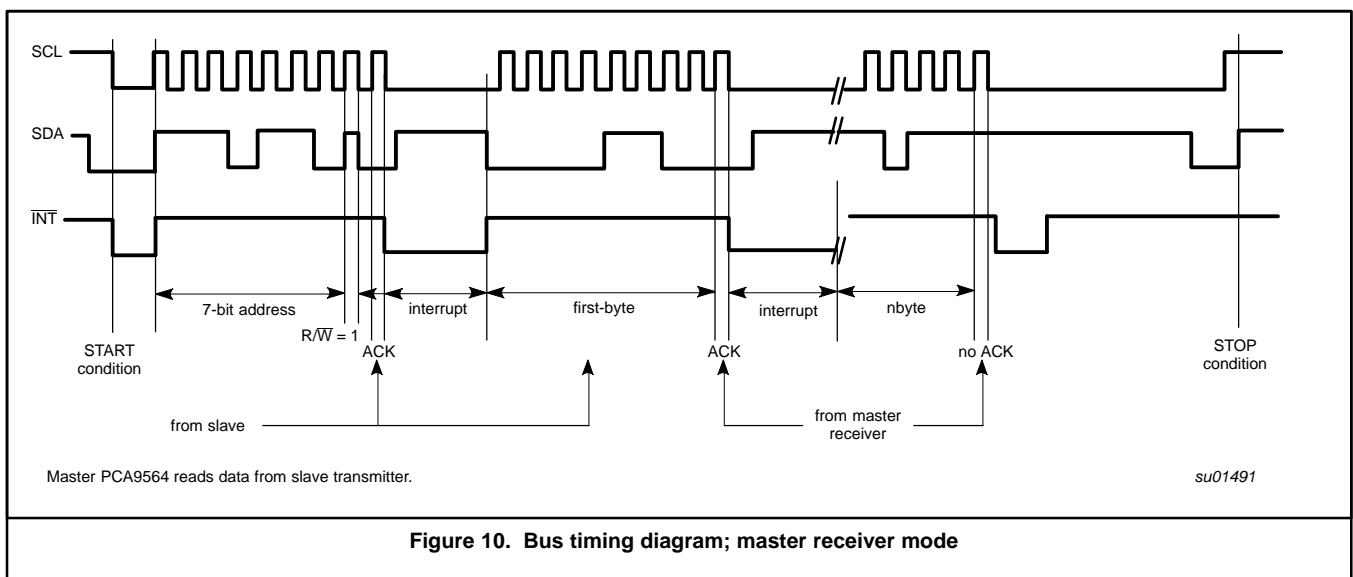 SCL
SDA
INT
7-bit address
interrupt
first-byte
interrupt
nbyte
R/W = 1
START
condition
ACK
ACK
no ACK
STOP
condition
from slave
from master
receiver
Master PCA9564 reads data from slave transmitter.
su01491
Figure 10. Bus timing diagram; master receiver mode